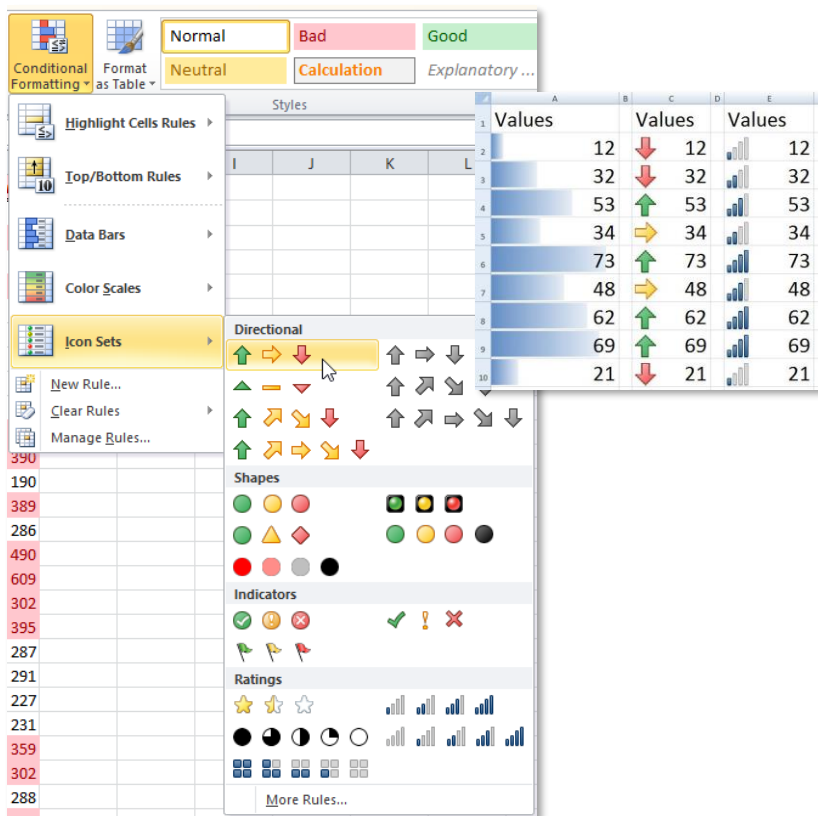 Normal Bad Good
Conditional Formatting Format as Table Neutral Calculation Explanatory ...
Styles
Highlight Cells Rules
Top/Bottom Rules
10
Data Bars
Color Scales
Icon Sets
New Rule...
Clear Rules
Manage Rules...
I J K L
A B C D E
1 Values Values Values
2 12 12 12
3 32 32 32
4 53 53 53
5 34 34 34
6 73 73 73
7 48 48 48
8 62 62 62
9 69 69 69
10 21 21 21
Directional
Shapes
Indicators
Ratings
More Rules...
390
190
389
286
490
609
302
395
287
291
227
231
359
302
288